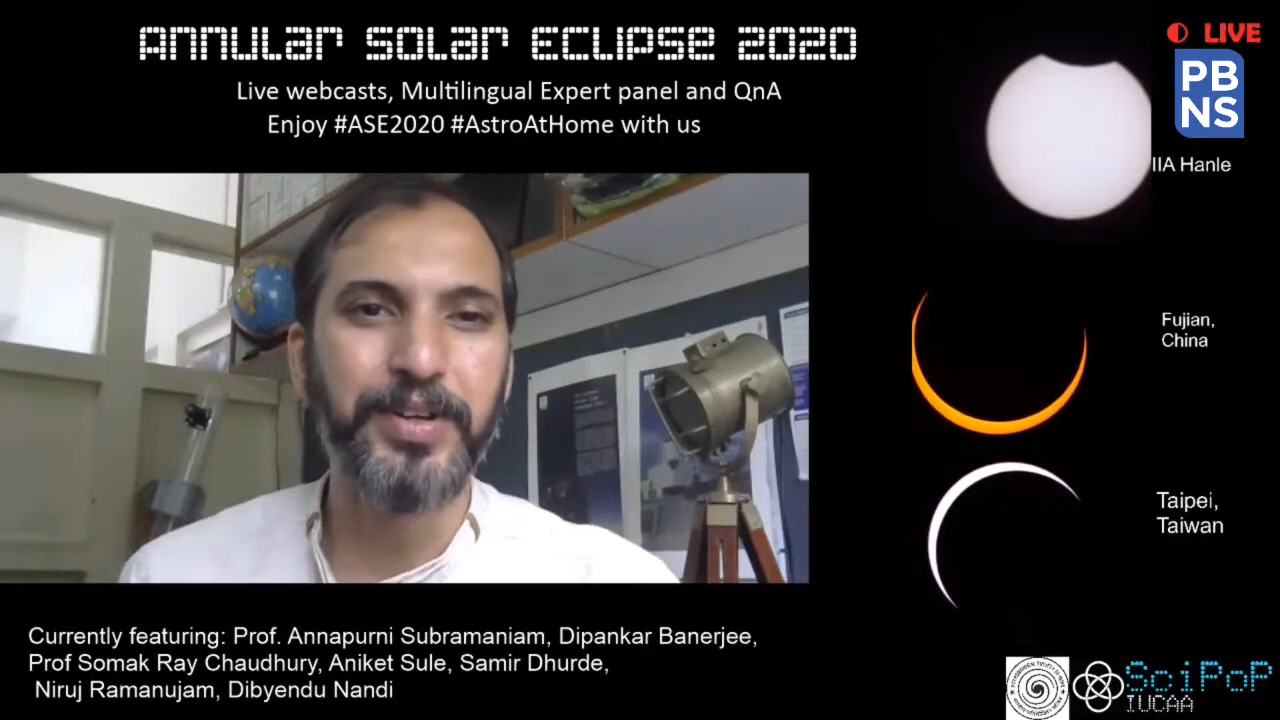 ANNULAR SOLAR ECLIPSE 2020
Live webcasts, Multilingual Expert panel and QnA
Enjoy #ASE2020 #AstroAtHome with us
LIVE
PB
NS
IIA Hanle
Fujian,
China
Taipei,
Taiwan
Currently featuring: Prof. Annapurni Subramaniam, Dipankar Banerjee,
Prof Somak Ray Chaudhury, Aniket Sule, Samir Dhurde,
Niruj Ramanujam, Dibyendu Nandi
SciPoP
IUCAA